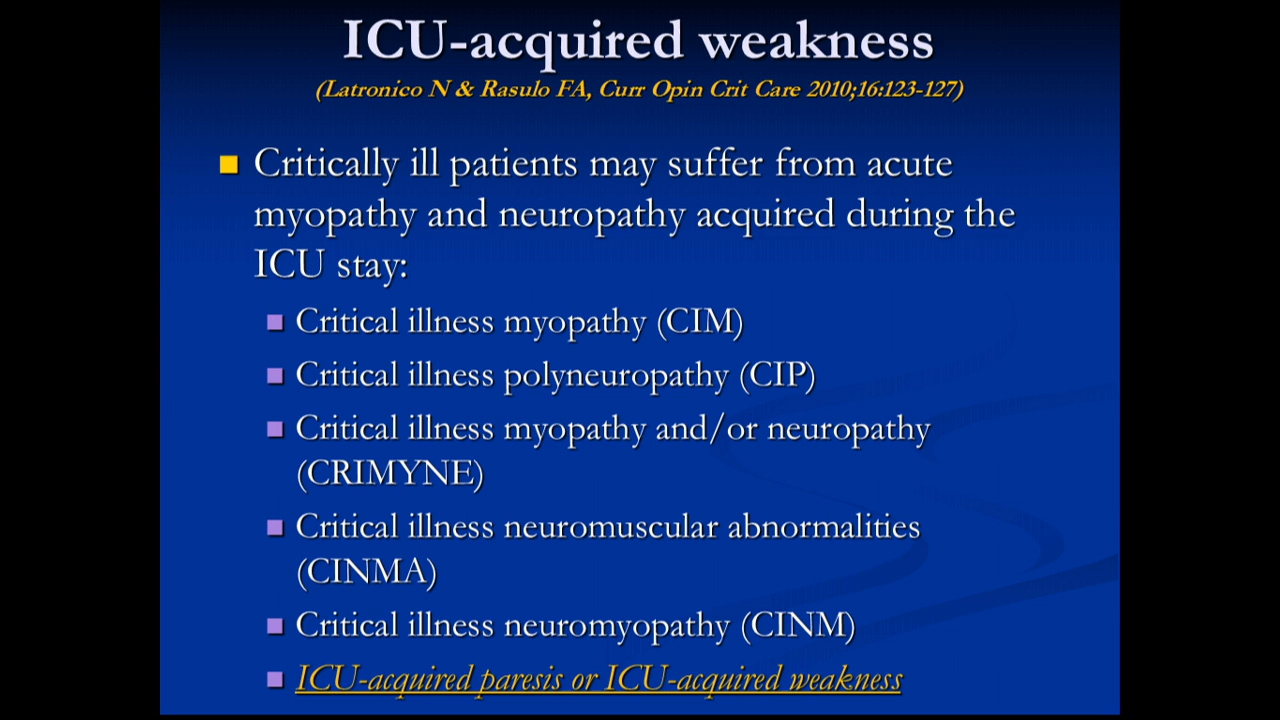 ICU-acquired weakness
(Latronico N & Rasulo FA, Curr Opin Crit Care 2010;16:123-127)
Critically ill patients may suffer from acute
myopathy and neuropathy acquired during the
ICU stay:
Critical illness myopathy (CIM)
Critical illness polyneuropathy (CIP)
Critical illness myopathy and/or neuropathy
(CRIMYNE)
Critical illness neuromuscular abnormalities
(CINMA)
Critical illness neuromyopathy (CINM)
ICU-acquired paresis or ICU-acquired weakness